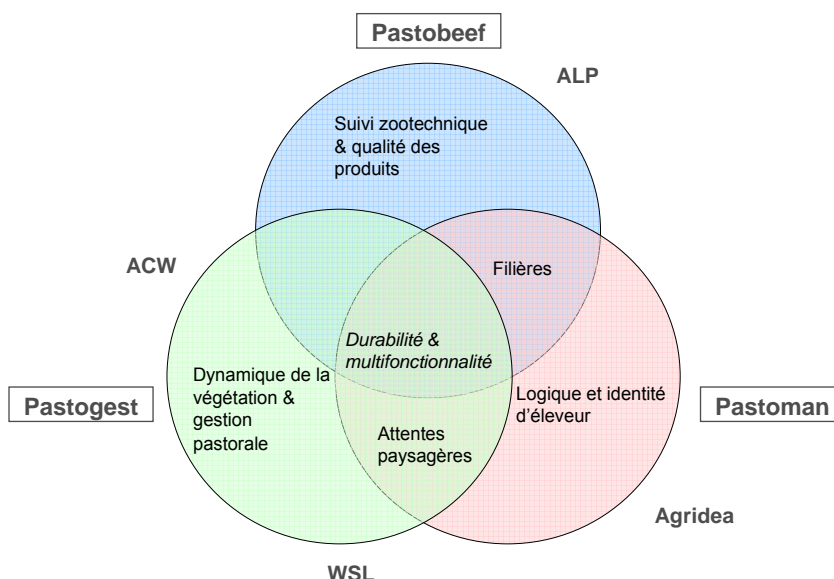 Pastobeef
ALP
Suivi zootechnique
& qualité des
produits
ACW
Filières
Durabilité &
multifonctionnalité
Dynamique de la
végétation &
gestion
pastorale
Logique et identité
d'éleveur
Pastogest
Pastoman
Attentes
paysagères
Agridea
WSL